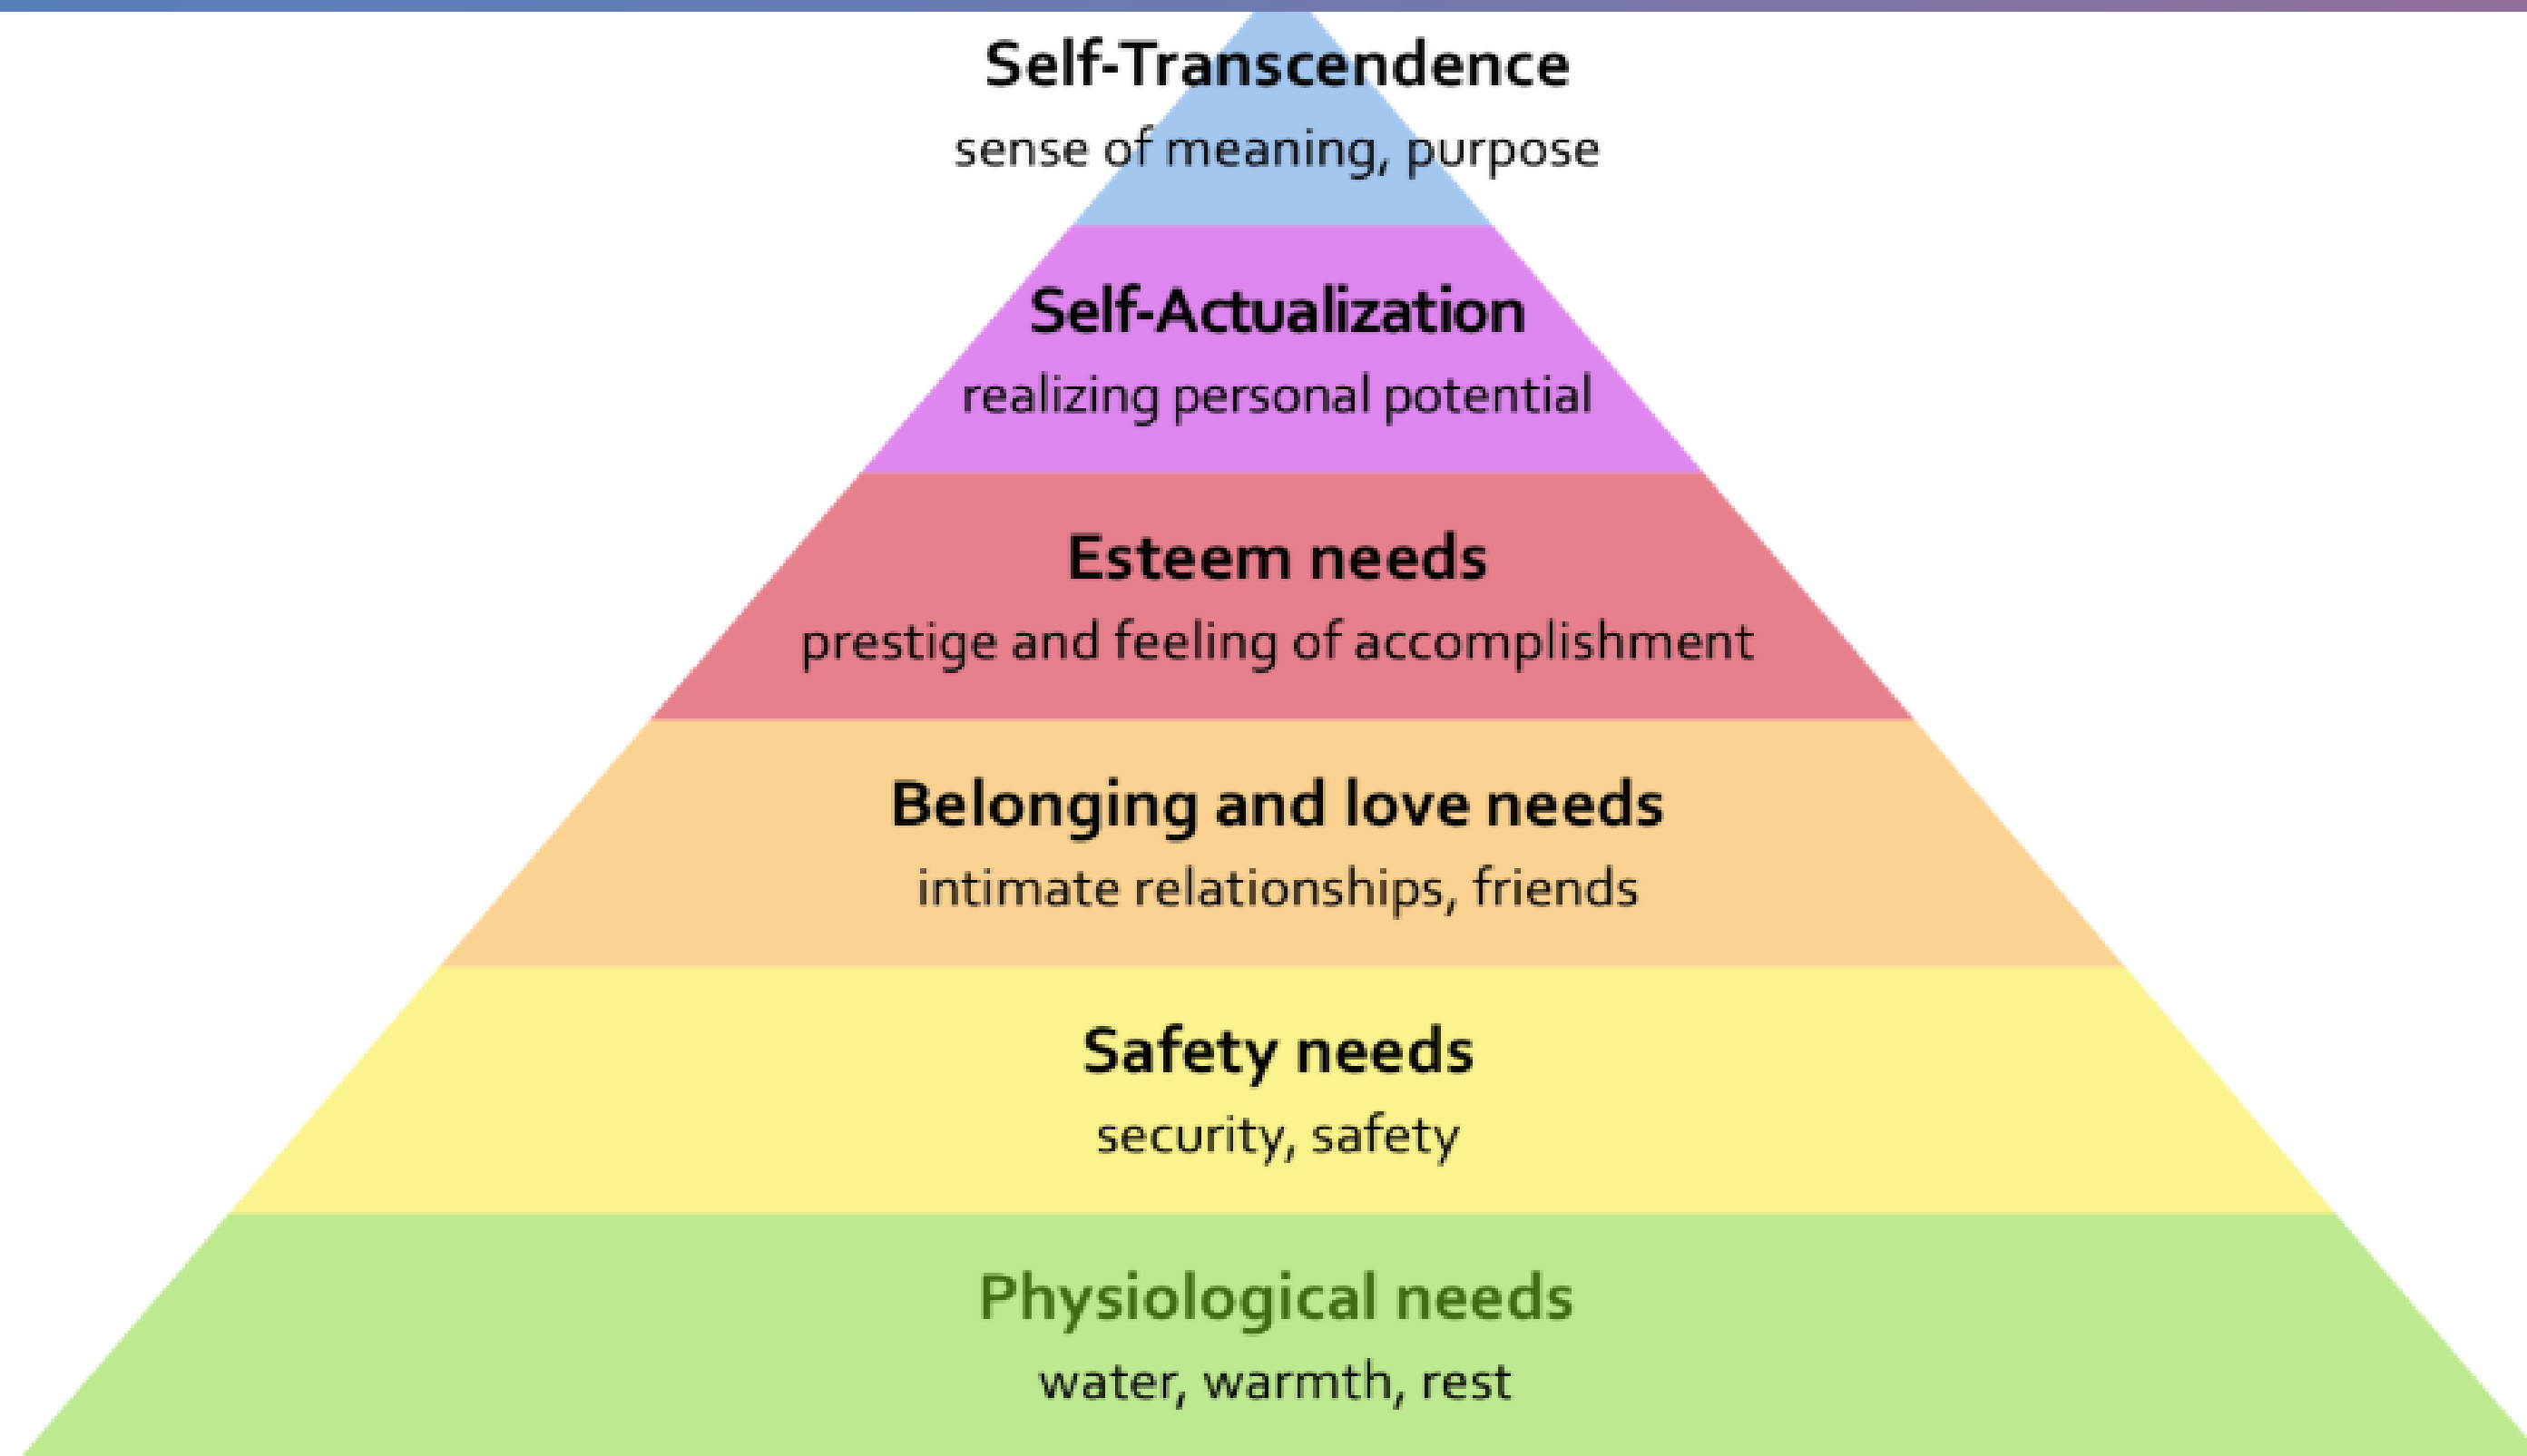 Self-Transcendence
sense of meaning, purpose
Self-Actualization
realizing personal potential
Esteem needs
prestige and feeling of accomplishment
Belonging and love needs
intimate relationships, friends
Safety needs
security, safety
Physiological needs
water, warmth, rest